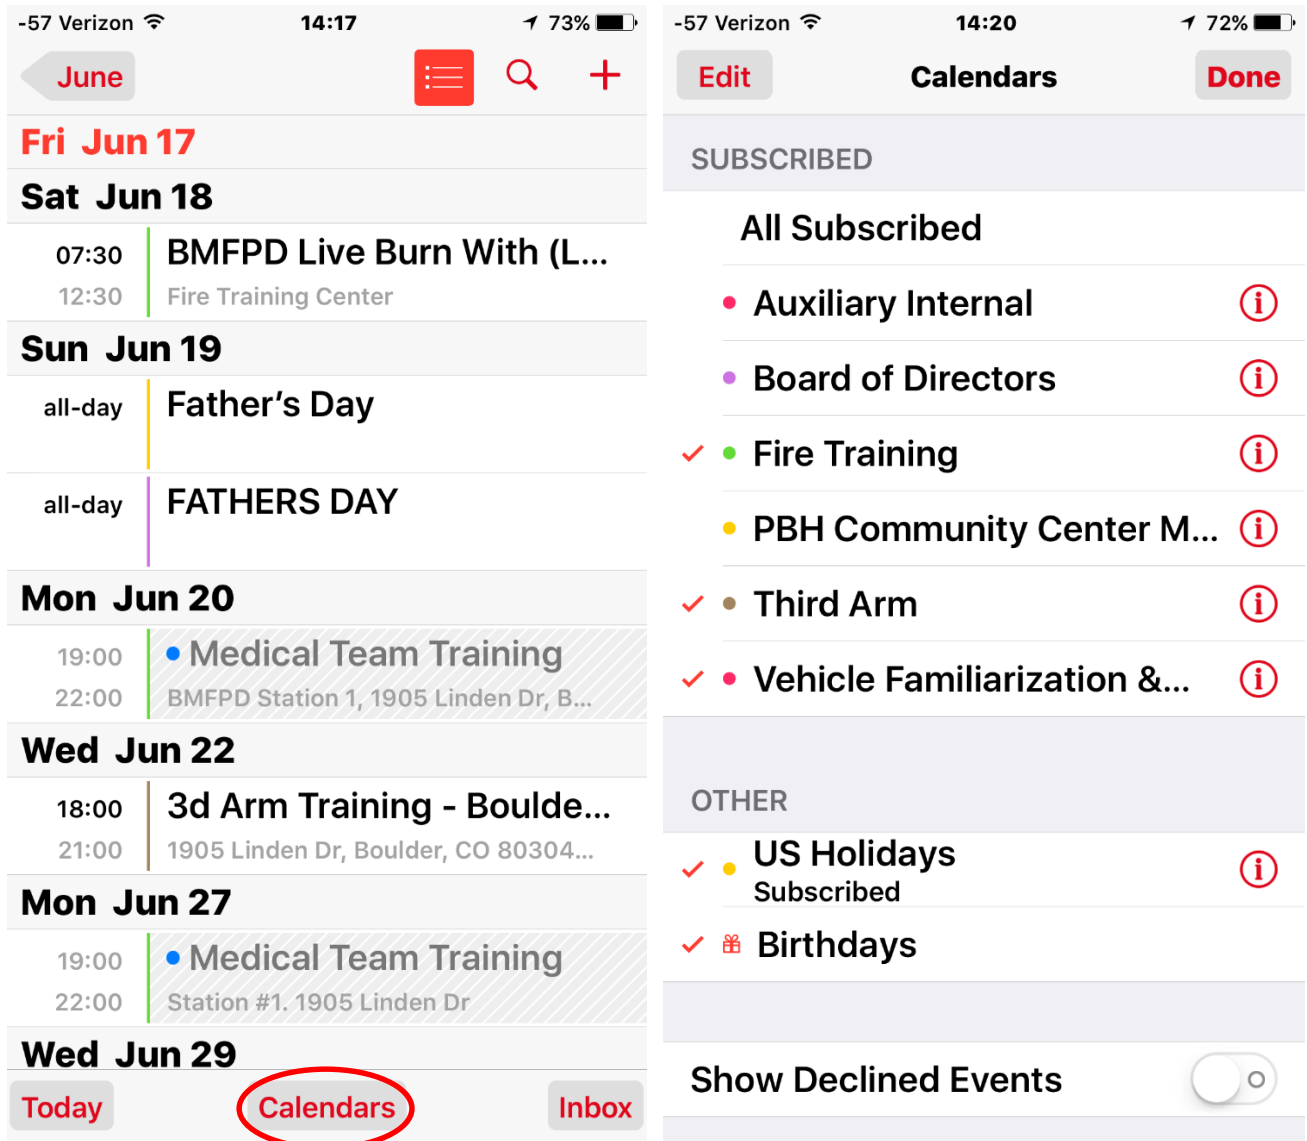 -57 Verizon 14:17 73%
June
Fri Jun 17
Sat Jun 18
07:30 BMFPD Live Burn With (L...
12:30 Fire Training Center
Sun Jun 19
all-day Father's Day
all-day FATHERS DAY
Mon Jun 20
19:00 Medical Team Training
22:00 BMFPD Station 1, 1905 Linden Dr, B...
Wed Jun 22
18:00 3d Arm Training - Boulde...
21:00 1905 Linden Dr, Boulder, CO 80304...
Mon Jun 27
19:00 Medical Team Training
22:00 Station #1. 1905 Linden Dr
Wed Jun 29
Today Calendars Inbox
-57 Verizon 14:20 72%
Edit Calendars Done
SUBSCRIBED
All Subscribed
Auxiliary Internal
Board of Directors
Fire Training
PBH Community Center M...
Third Arm
Vehicle Familiarization &...
OTHER
US Holidays
Subscribed
Birthdays
Show Declined Events